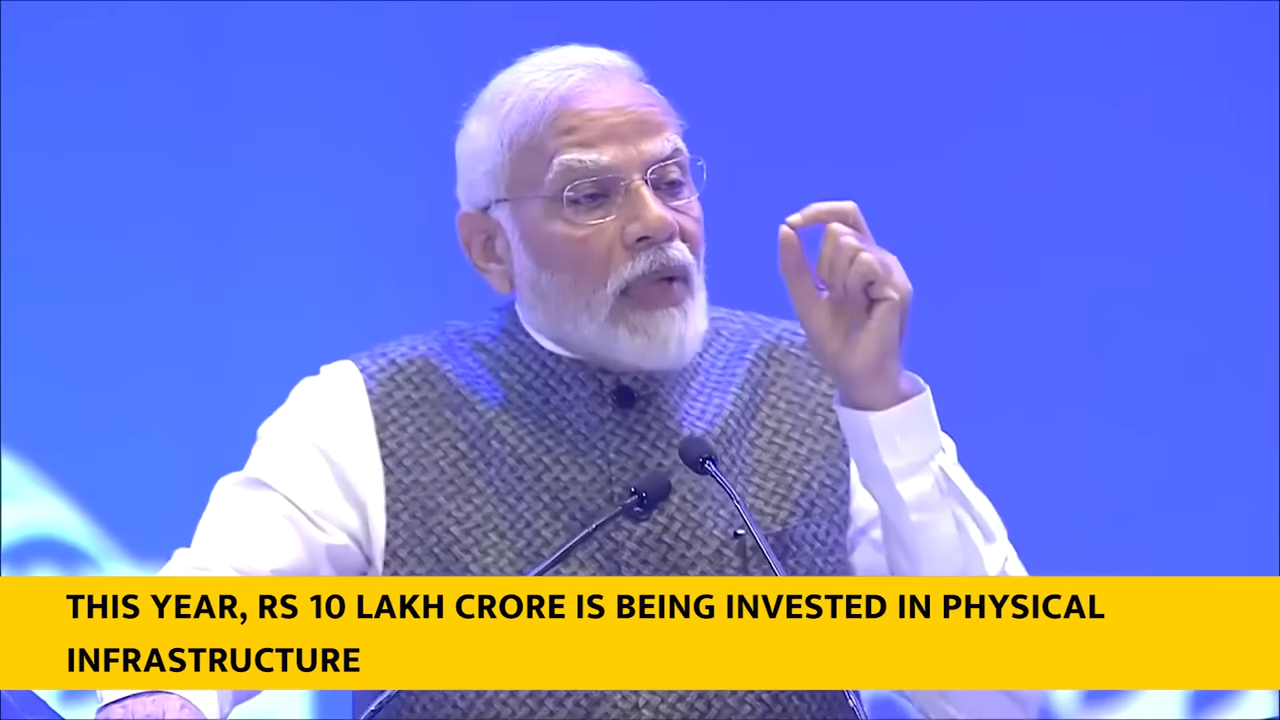 THIS YEAR, RS 10 LAKH CRORE IS BEING INVESTED IN PHYSICAL
INFRASTRUCTURE